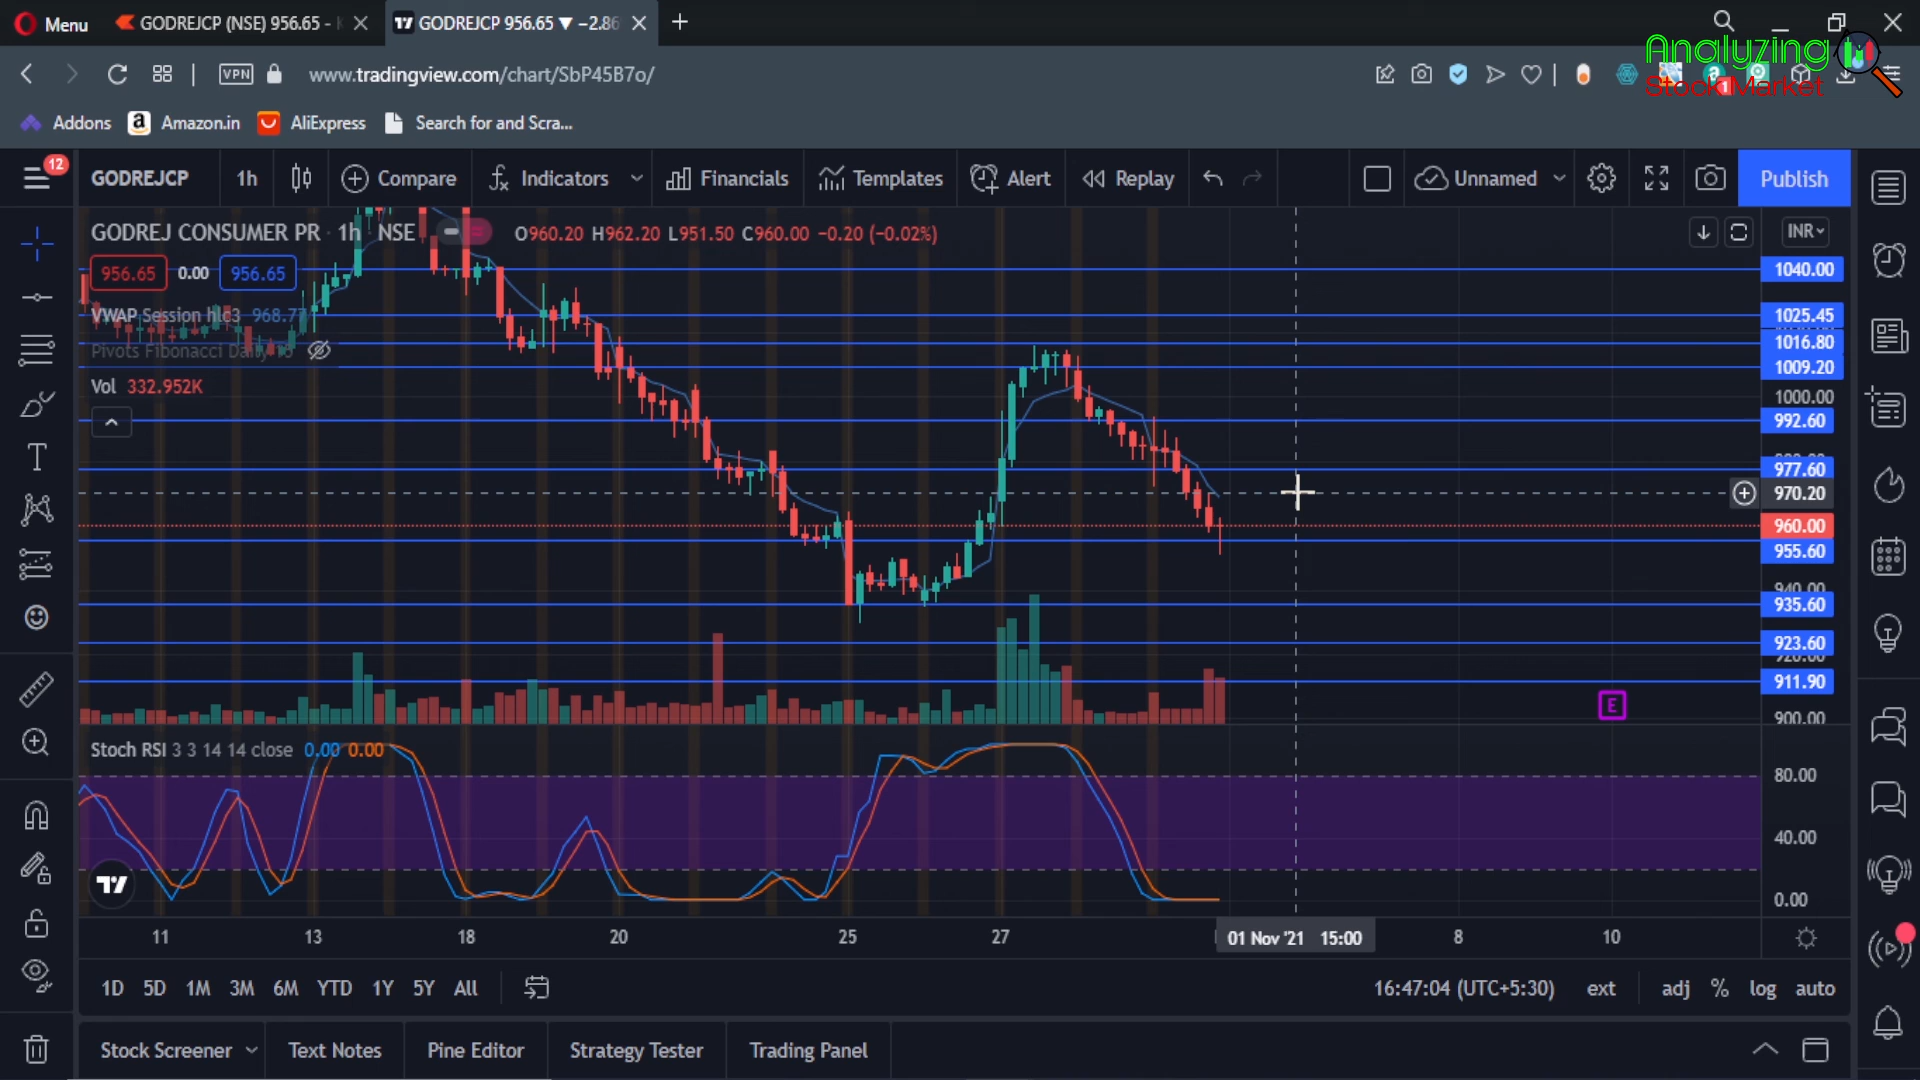 Menu
GODREJCP (NSE) 956.65 -
GODREJCP 956.65 ▼ −2.86
Analyzing
Stock Market
VPN
www.tradingview.com/chart/SbP45B7o/
1
Addons
Amazon.in
AliExpress
Search for and Scra...
12
GODREJCP
1h
Compare
Indicators
Financials
Templates
Alert
Replay
Unnamed
Publish
GODREJ CONSUMER PR · 1h · NSE
O960.20 H962.20 L951.50 C960.00 −0.20 (−0.02%)
INR
956.65 0.00 956.65
VWAP Session hlc3 968.77
Pivots Fibonacci Daily 15
Vol 332.952K
1040.00
1025.45
1016.80
1009.20
1000.00
992.60
977.60
970.20
960.00
955.60
940.00
935.60
923.60
920.00
911.90
900.00
E
Stoch RSI 3 3 14 14 close 0.00 0.00
80.00
40.00
0.00
11 13 18 20 25 27 01 Nov '21 15:00 8 10
1D 5D 1M 3M 6M YTD 1Y 5Y All
16:47:04 (UTC+5:30) ext adj % log auto
Stock Screener
Text Notes
Pine Editor
Strategy Tester
Trading Panel